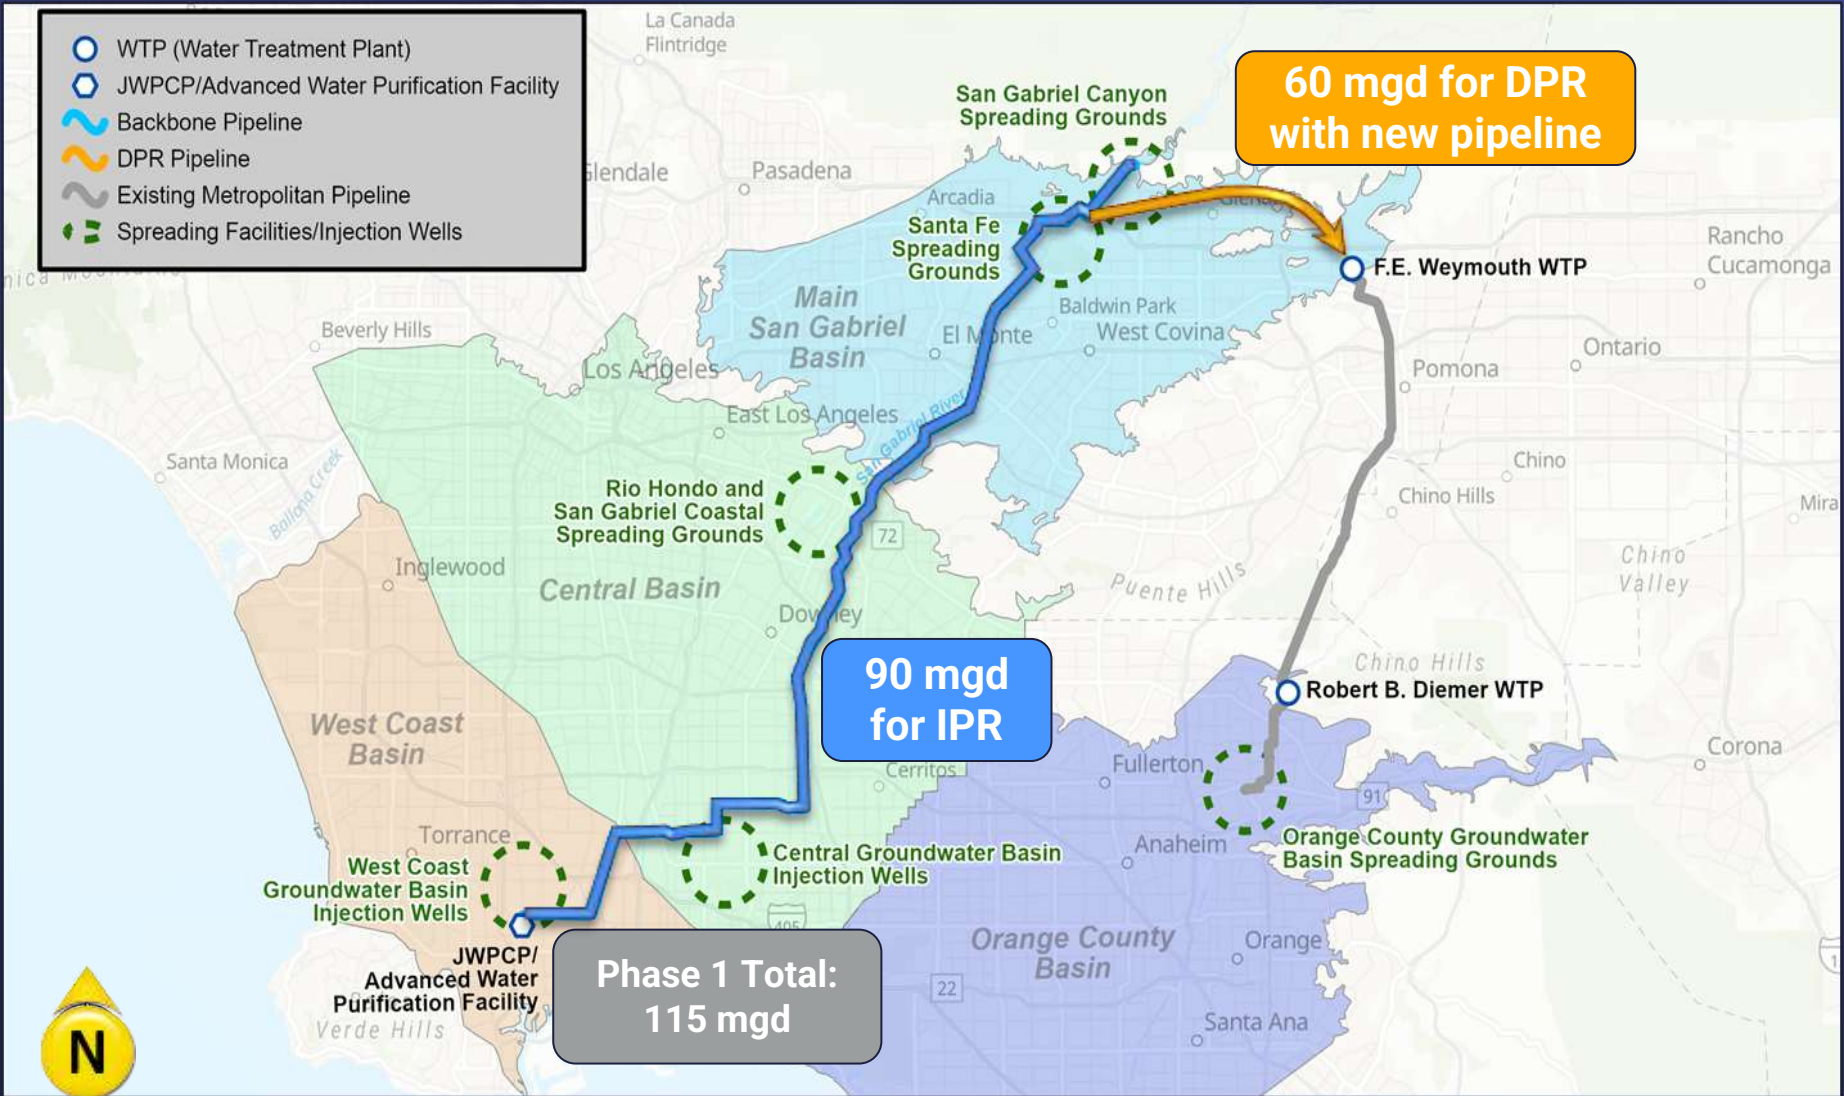 WTP (Water Treatment Plant)
JWPCP/Advanced Water Purification Facility
Backbone Pipeline
DPR Pipeline
Existing Metropolitan Pipeline
Spreading Facilities/Injection Wells
La Canada
Flintridge
60 mgd for DPR
with new pipeline
San Gabriel Canyon
Spreading Grounds
Pasadena
Arcadia
Santa Fe
Spreading
Grounds
Rancho
Cucamonga
F.E. Weymouth WTP
Main
San Gabriel
Basin
Baldwin Park
El Monte
West Covina
Beverly Hills
Ontario
Los Angeles
Pomona
East Los Angeles
San Gabriel River
Santa Monica
Ballona Creek
Chino
Chino Hills
Rio Hondo and
San Gabriel Coastal
Spreading Grounds
72
Mira
Inglewood
Central Basin
Puente Hills
Chino
Valley
Downey
90 mgd
for IPR
Chino Hills
Robert B. Diemer WTP
West Coast
Basin
Corona
Fullerton
Cerritos
91
Torrance
Anaheim
Orange County Groundwater
Basin Spreading Grounds
West Coast
Groundwater Basin
Injection Wells
Central Groundwater Basin
Injection Wells
405
JWPCP/
Advanced Water
Purification Facility
Phase 1 Total:
115 mgd
Orange County
Basin
Orange
22
Verde Hills
Santa Ana
N